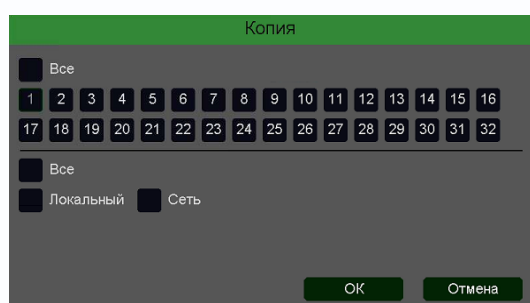 Копия
Все
1 2 3 4 5 6 7 8 9 10 11 12 13 14 15 16
17 18 19 20 21 22 23 24 25 26 27 28 29 30 31 32
Все
Локальный Сеть
ОК Отмена